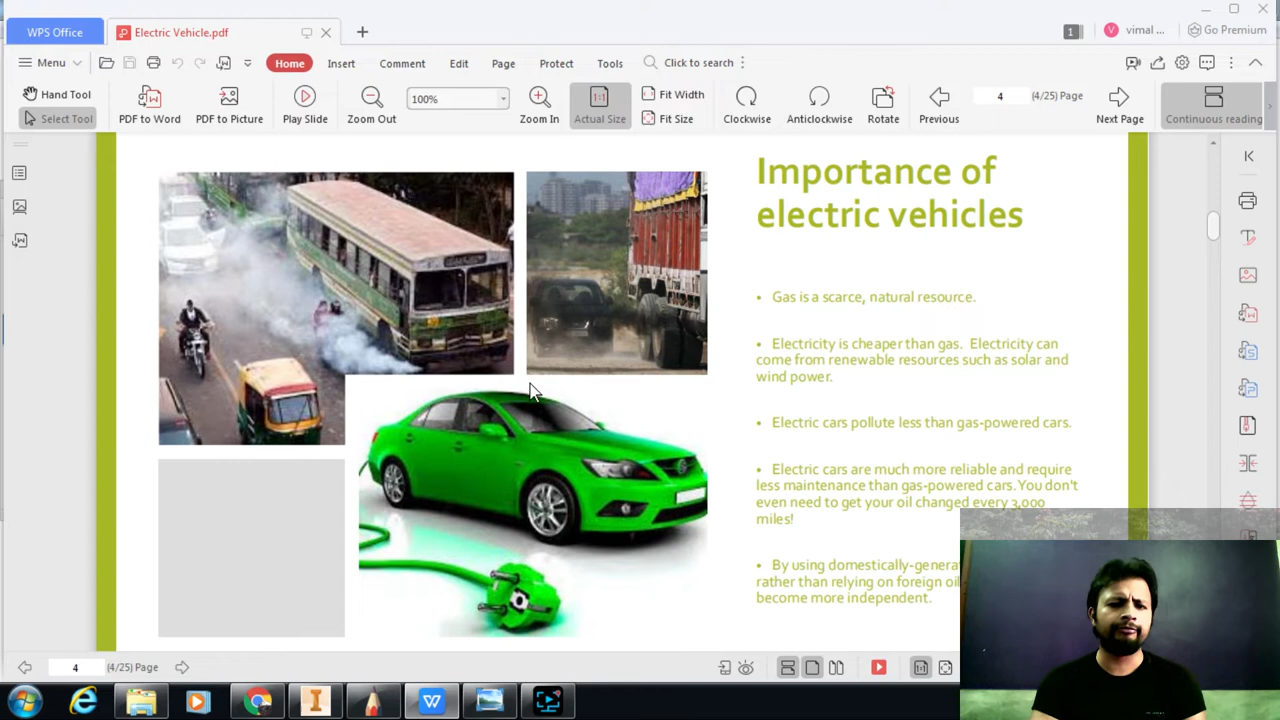 WPS Office
Electric Vehicle.pdf
1
V vimal ...
Go Premium
Menu
Home
Insert
Comment
Edit
Page
Protect
Tools
Click to search
Hand Tool
Select Tool
PDF to Word
PDF to Picture
Play Slide
Zoom Out
100%
Zoom In
1:1
Actual Size
Fit Width
Fit Size
Clockwise
Anticlockwise
Rotate
Previous
4
(4/25) Page
Next Page
Continuous reading
Importance of
electric vehicles
• Gas is a scarce, natural resource.
• Electricity is cheaper than gas. Electricity can
come from renewable resources such as solar and
wind power.
• Electric cars pollute less than gas-powered cars.
• Electric cars are much more reliable and require
less maintenance than gas-powered cars. You don't
even need to get your oil changed every 3,000
miles!
• By using domestically-genera
rather than relying on foreign oil
become more independent.
4
(4/25) Page